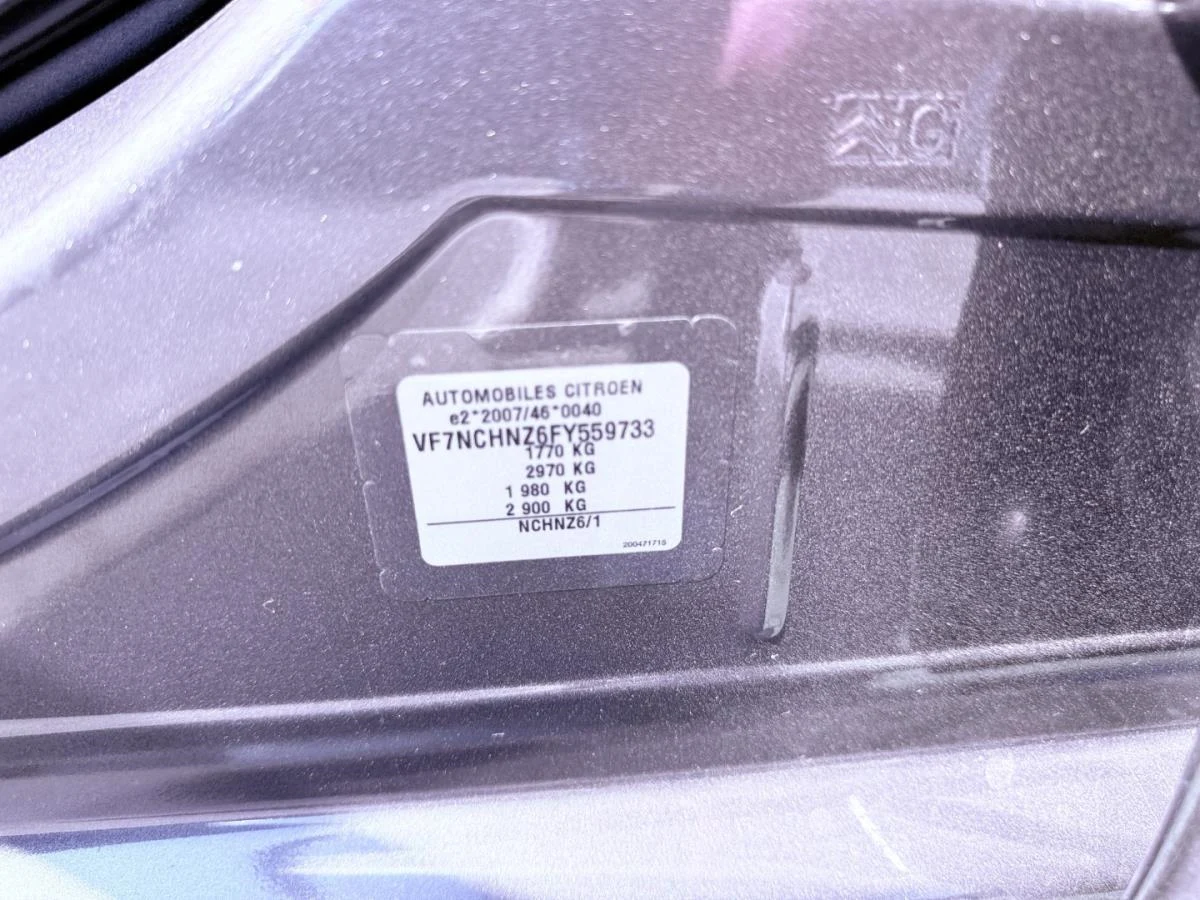 AUTOMOBILES CITROEN
e2*2007/46*0040
VF7NCHNZ6FY559733
1770 KG
2970 KG
1 980 KG
2 900 KG
NCHNZ6/1
200471715